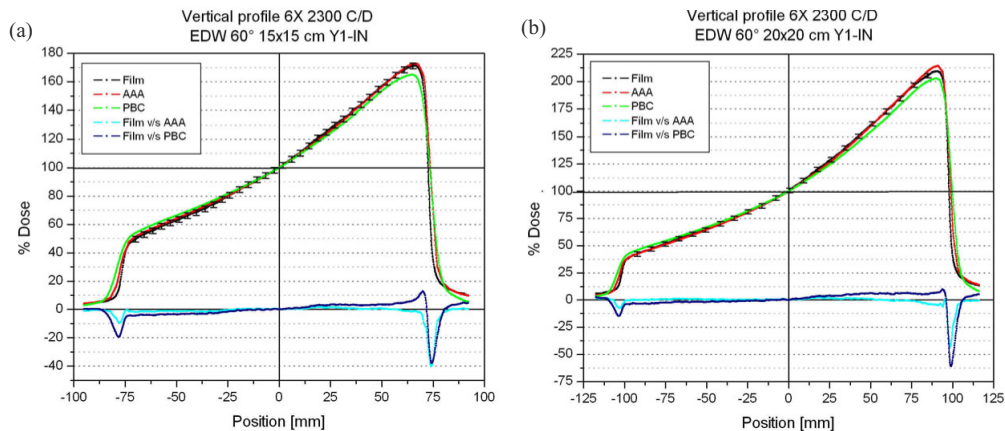 (a)
Vertical profile 6X 2300 C/D
EDW 60° 15x15 cm Y1-IN
Film
AAA
PBC
Film v/s AAA
Film v/s PBC
% Dose
180
160
140
120
100
80
60
40
20
0
-20
-40
-100 -75 -50 -25 0 25 50 75 100
Position [mm]
(b)
Vertical profile 6X 2300 C/D
EDW 60° 20x20 cm Y1-IN
Film
AAA
PBC
Film v/s AAA
Film v/s PBC
% Dose
225
200
175
150
125
100
75
50
25
0
-25
-50
-75
-125 -100 -75 -50 -25 0 25 50 75 100 125
Position [mm]